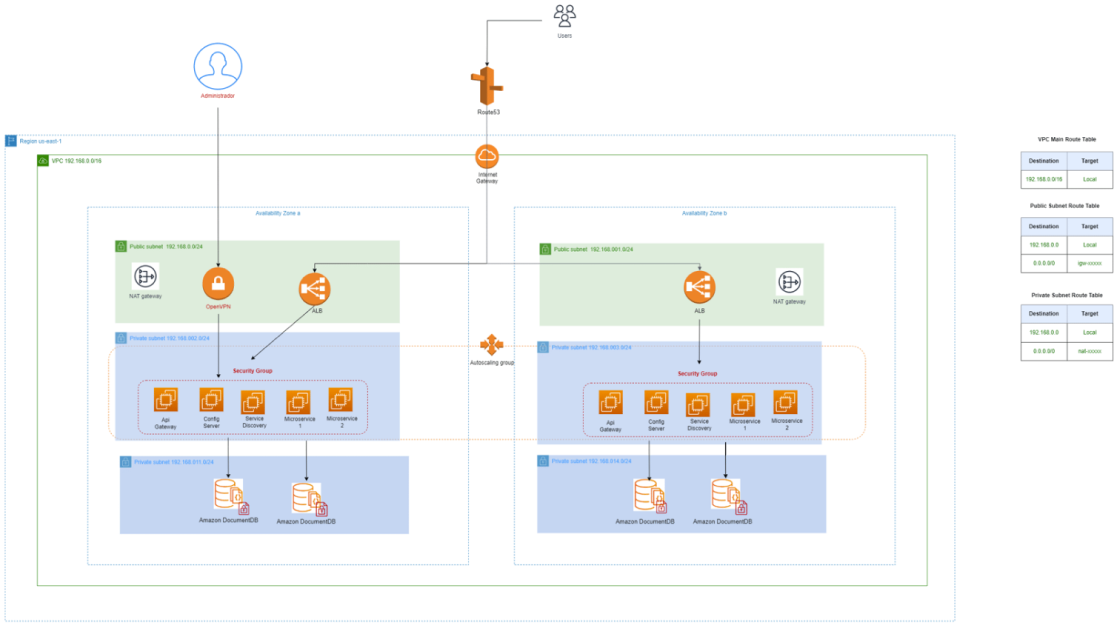 Users
Administrador
Route53
Region us-east-1
VPC 192.168.0.0/16
Internet
Gateway
Availability Zone a
Availability Zone b
Public subnet 192.168.0.0/24
NAT gateway
OpenVPN
ALB
Public subnet 192.168.001.0/24
ALB
NAT gateway
Private subnet 192.168.002.0/24
Autoscaling group
Security Group
Api
Gateway
Config
Server
Service
Discovery
Microservice
1
Microservice
2
Private subnet 192.168.003.0/24
Security Group
Api
Gateway
Config
Server
Service
Discovery
Microservice
1
Microservice
2
Private subnet 192.168.011.0/24
Amazon DocumentDB
Amazon DocumentDB
Private subnet 192.168.014.0/24
Amazon DocumentDB
Amazon DocumentDB
VPC Main Route Table
Destination Target
192.168.0.0/16 Local
Public Subnet Route Table
Destination Target
192.168.0.0 Local
0.0.0.0/0 igw-xxxxx
Private Subnet Route Table
Destination Target
192.168.0.0 Local
0.0.0.0/0 nat-xxxxx